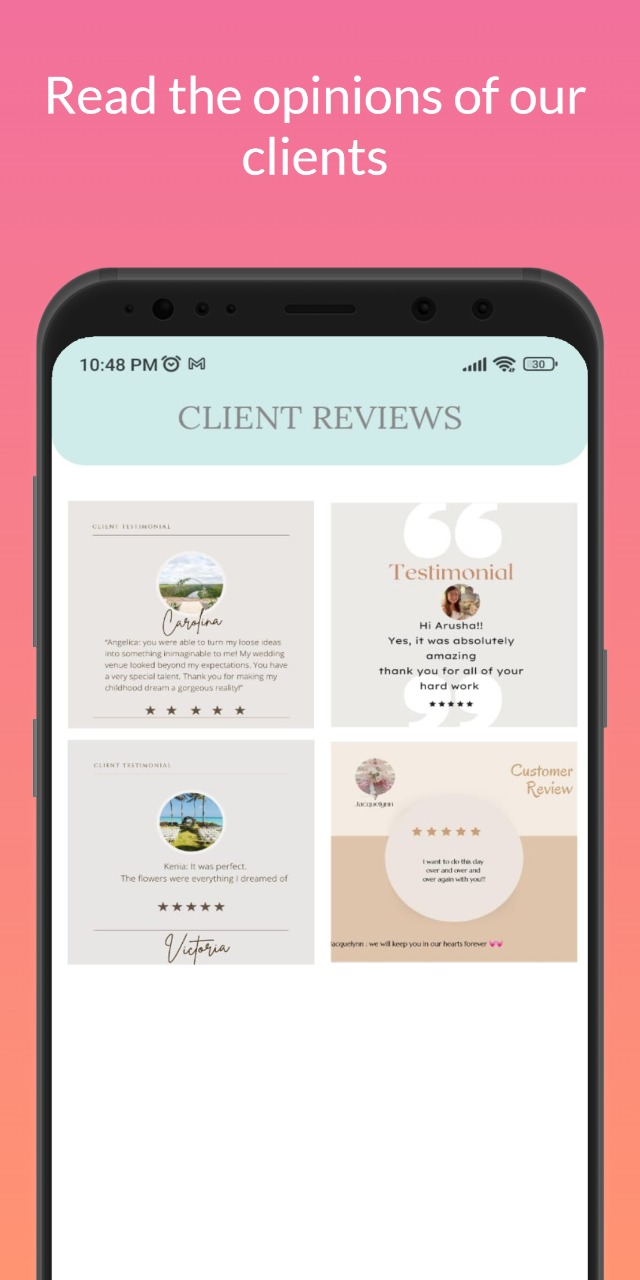 Read the opinions of our
clients
10:48 PM
30
CLIENT REVIEWS
CLIENT TESTIMONIAL
Carolina
"Angelica: you were able to turn my loose ideas
into something inimaginable to me! My wedding
venue looked beyond my expectations. You have
a very special talent. Thank you for making my
childhood dream a gorgeous reality!"
Testimonial
Hi Arusha!!
Yes, it was absolutely
amazing
thank you for all of your
hard work
CLIENT TESTIMONIAL
Kenia: It was perfect.
The flowers were everything I dreamed of
Victoria
Customer
Review
Jacquelynn
I want to do this day
over and over and
over again with you!!
Jacquelynn . we will keep you in our hearts forever 💕